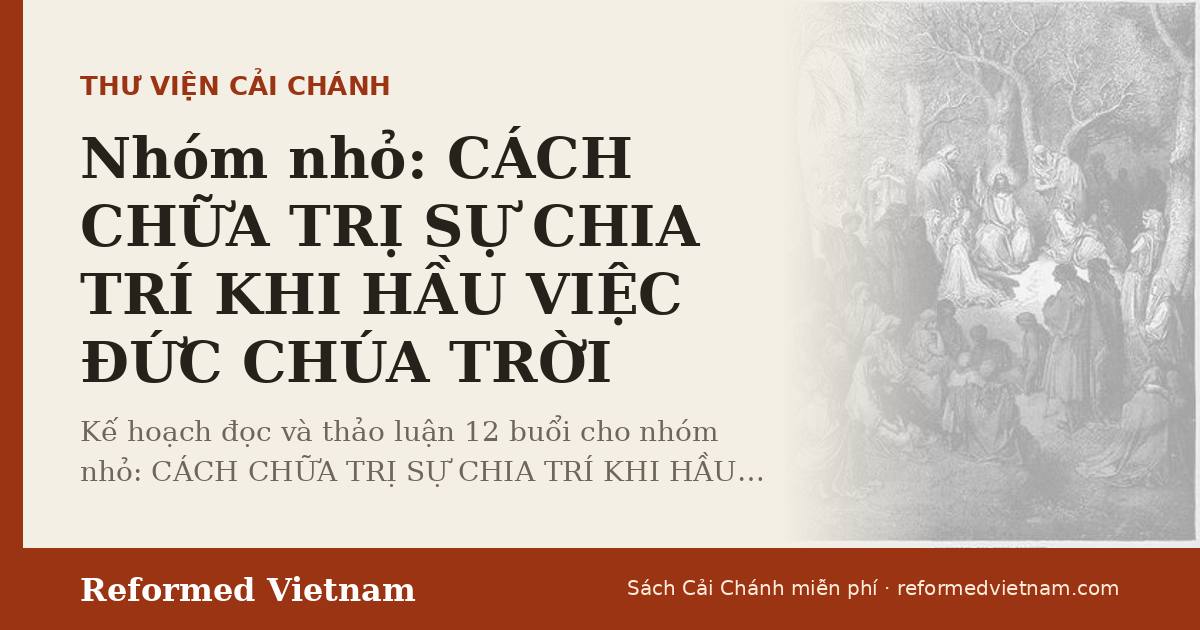 THƯ VIỆN CẢI CHÁNH
Nhóm nhỏ: CÁCH
CHỮA TRỊ SỰ CHIA
TRÍ KHI HẦU VIỆC
ĐỨC CHÚA TRỜI
Kế hoạch đọc và thảo luận 12 buổi cho nhóm
nhỏ: CÁCH CHỮA TRỊ SỰ CHIA TRÍ KHI HẦU...
Reformed Vietnam
Sách Cải Chánh miễn phí · reformedvietnam.com